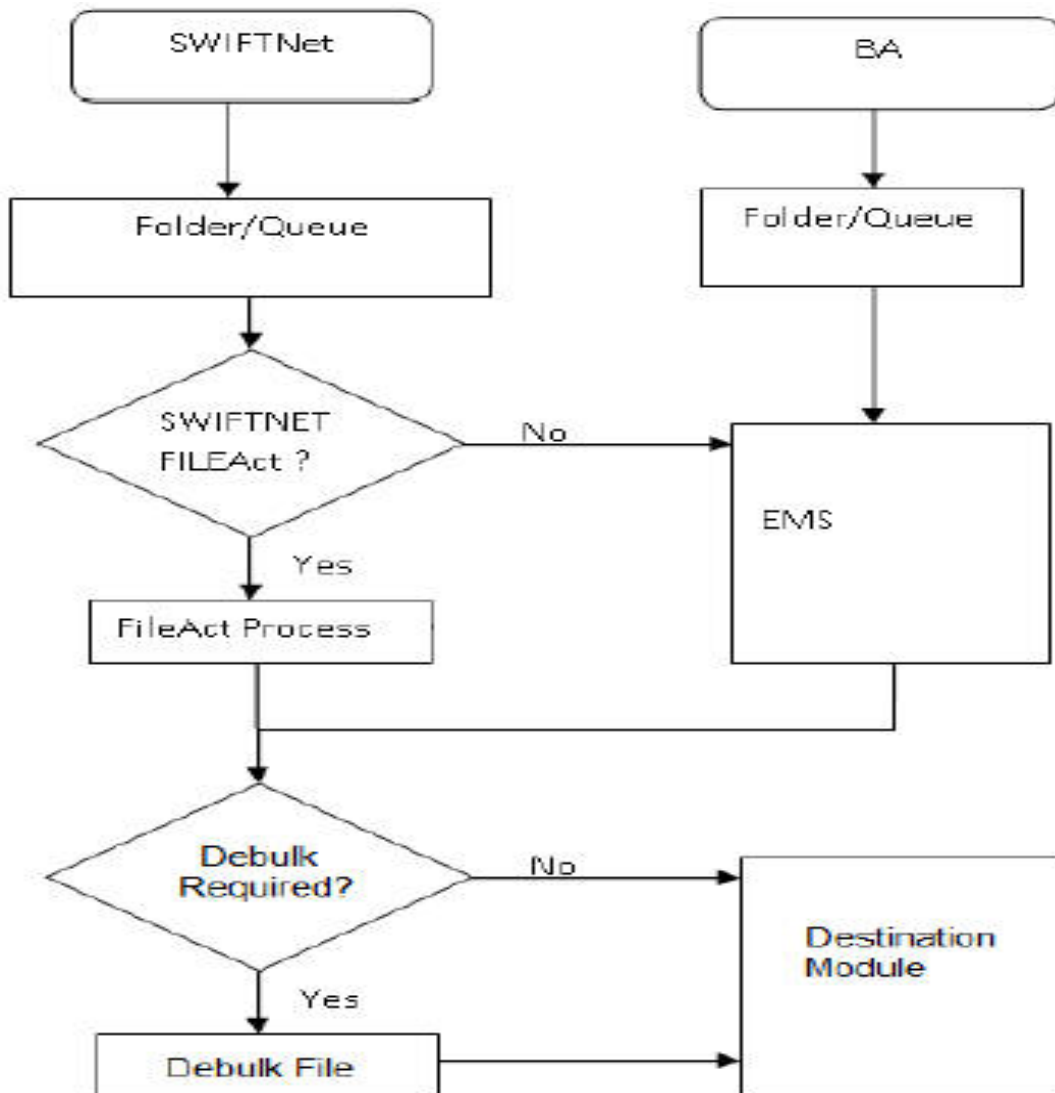 SWIFTNet
BA
Folder/Queue
Folder/Queue
SWIFTNET
FILEAct ?
No
EMS
Yes
FileAct Process
Debulk
Required?
No
Destination
Module
Yes
Debulk File